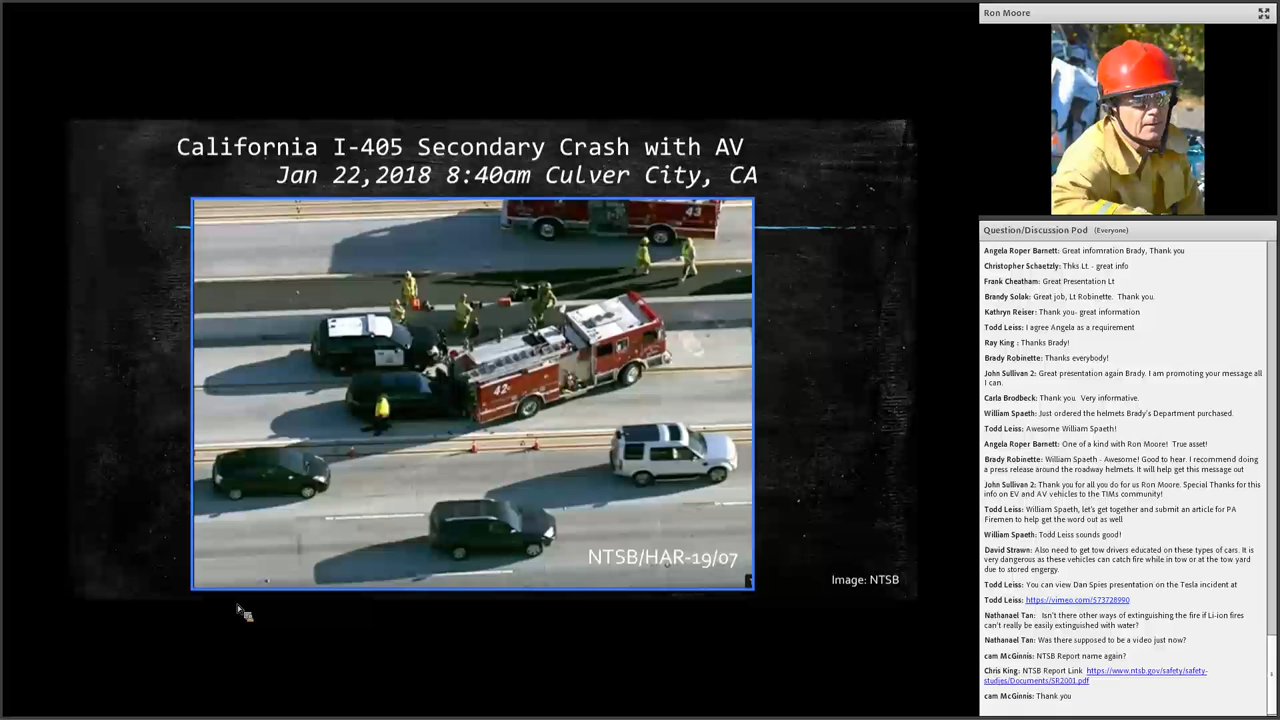 Ron Moore
California I-405 Secondary Crash with AV
Jan 22,2018 8:40am Culver City, CA
43
42
NTSB/HAR-19/07
Image: NTSB
Question/Discussion Pod (Everyone)
Angela Roper Barnett: Great infomration Brady, Thank you
Christopher Schaetzly: Thks Lt. - great info
Frank Cheatham: Great Presentation Lt
Brandy Solak: Great job, Lt Robinette. Thank you.
Kathryn Reiser: Thank you- great information
Todd Leiss: I agree Angela as a requirement
Ray King : Thanks Brady!
Brady Robinette: Thanks everybody!
John Sullivan 2: Great presentation again Brady. I am promoting your message all
I can.
Carla Brodbeck: Thank you. Very informative.
William Spaeth: Just ordered the helmets Brady's Department purchased.
Todd Leiss: Awesome William Spaeth!
Angela Roper Barnett: One of a kind with Ron Moore! True asset!
Brady Robinette: William Spaeth - Awesome! Good to hear. I recommend doing
a press release around the roadway helmets. It will help get this message out
John Sullivan 2: Thank you for all you do for us Ron Moore. Special Thanks for this
info on EV and AV vehicles to the TIMs community!
Todd Leiss: William Spaeth, let's get together and submit an article for PA
Firemen to help get the word out as well
William Spaeth: Todd Leiss sounds good!
David Strawn: Also need to get tow drivers educated on these types of cars. It is
very dangerous as these vehicles can catch fire while in tow or at the tow yard
due to stored engergy.
Todd Leiss: You can view Dan Spies presentation on the Tesla incident at
Todd Leiss: https://vimeo.com/573728990
Nathanael Tan: Isn't there other ways of extinguishing the fire if Li-ion fires
can't really be easily extinguished with water?
Nathanael Tan: Was there supposed to be a video just now?
cam McGinnis: NTSB Report name again?
Chris King: NTSB Report Link https://www.ntsb.gov/safety/safety-
studies/Documents/SR2001.pdf
cam McGinnis: Thank you